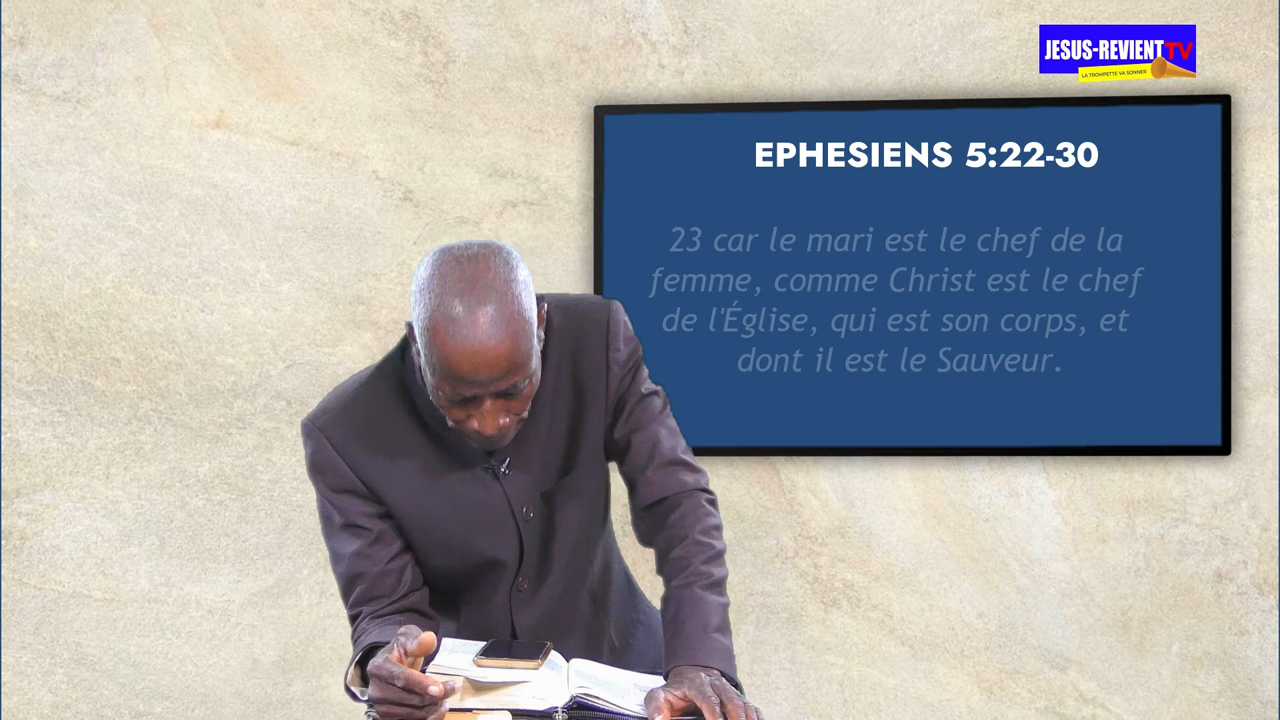 JESUS-REVIENT TV
LA TROMPETTE VA SONNER
EPHESIENS 5:22-30
23 car le mari est le chef de la
femme, comme Christ est le chef
de l'Église, qui est son corps, et
dont il est le Sauveur.